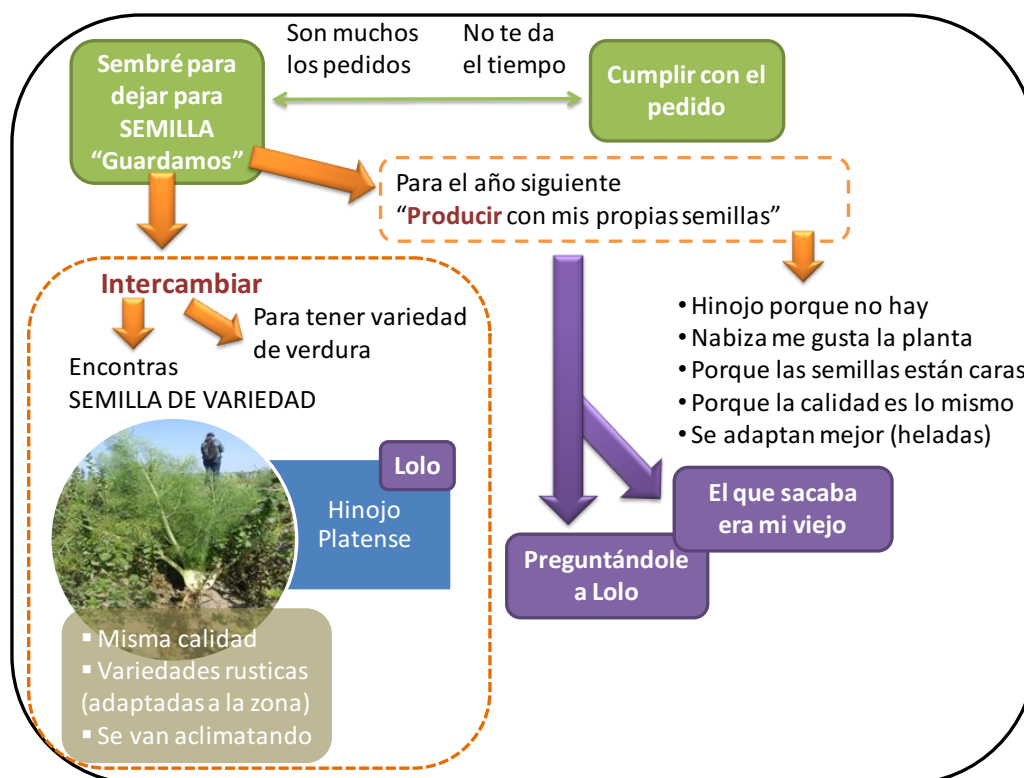 Sembré para
dejar para
SEMILLA
“Guardamos”
Son muchos
los pedidos
No te da
el tiempo
Cumplir con el
pedido
Para el año siguiente
“Producir con mis propias semillas”
Intercambiar
Para tener variedad
de verdura
Encontras
SEMILLA DE VARIEDAD
Lolo
Hinojo
Platense
▪ Misma calidad
▪ Variedades rusticas
(adaptadas a la zona)
▪ Se van aclimatando
• Hinojo porque no hay
• Nabiza me gusta la planta
• Porque las semillas están caras
• Porque la calidad es lo mismo
• Se adaptan mejor (heladas)
El que sacaba
era mi viejo
Preguntándole
a Lolo